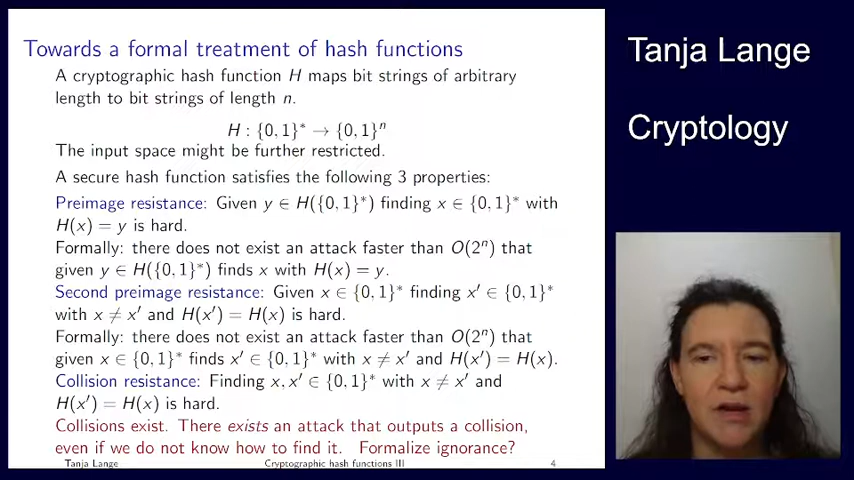 Towards a formal treatment of hash functions
A cryptographic hash function H maps bit strings of arbitrary
length to bit strings of length n.
H : {0, 1}* → {0, 1}ⁿ
The input space might be further restricted.
A secure hash function satisfies the following 3 properties:
Preimage resistance: Given y ∈ H({0, 1}*) finding x ∈ {0, 1}* with
H(x) = y is hard.
Formally: there does not exist an attack faster than O(2ⁿ) that
given y ∈ H({0, 1}*) finds x with H(x) = y.
Second preimage resistance: Given x ∈ {0, 1}* finding x′ ∈ {0, 1}*
with x ≠ x′ and H(x′) = H(x) is hard.
Formally: there does not exist an attack faster than O(2ⁿ) that
given x ∈ {0, 1}* finds x′ ∈ {0, 1}* with x ≠ x′ and H(x′) = H(x).
Collision resistance: Finding x, x′ ∈ {0, 1}* with x ≠ x′ and
H(x′) = H(x) is hard.
Collisions exist. There exists an attack that outputs a collision,
even if we do not know how to find it. Formalize ignorance?
Tanja Lange Cryptographic hash functions III 4
Tanja Lange
Cryptology